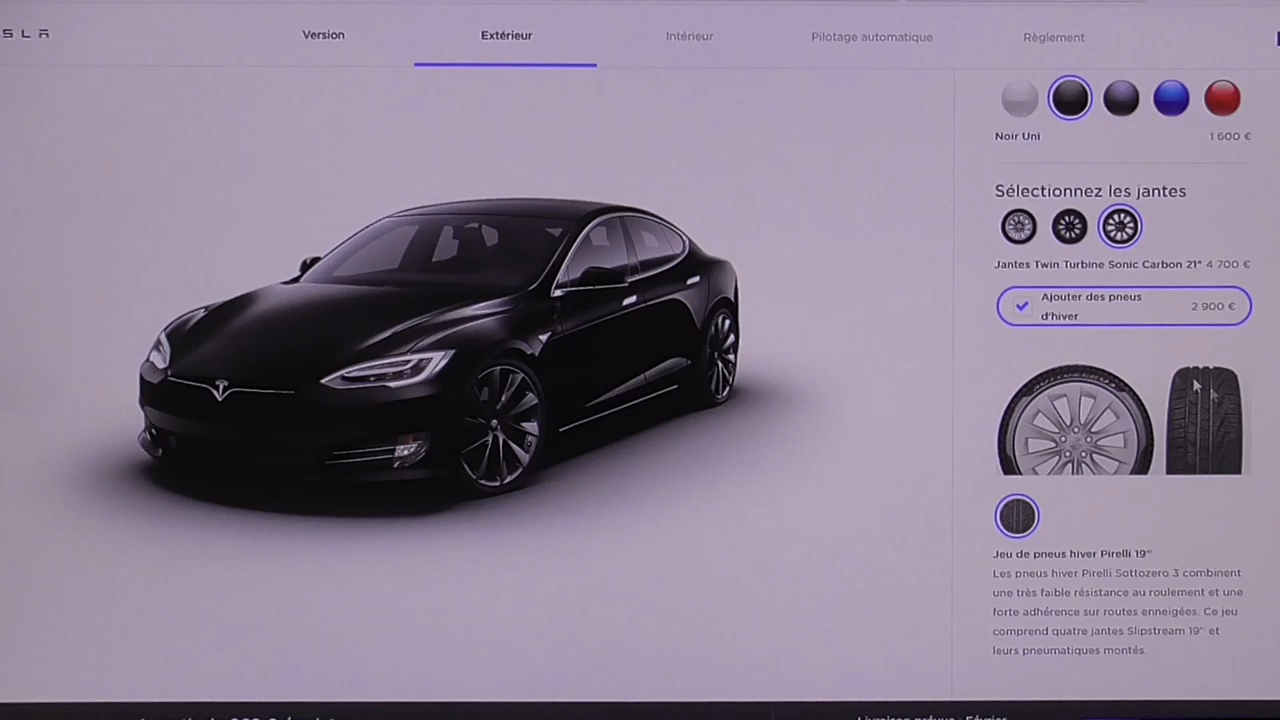 SLA
Version
Extérieur
Intérieur
Pilotage automatique
Règlement
Noir Uni
1 600 €
Sélectionnez les jantes
Jantes Twin Turbine Sonic Carbon 21" 4 700 €
Ajouter des pneus
d'hiver
2 900 €
Jeu de pneus hiver Pirelli 19"
Les pneus hiver Pirelli Sottozero 3 combinent
une très faible résistance au roulement et une
forte adhérence sur routes enneigées. Ce jeu
comprend quatre jantes Slipstream 19" et
leurs pneumatiques montés.
Livraison prévue : Février